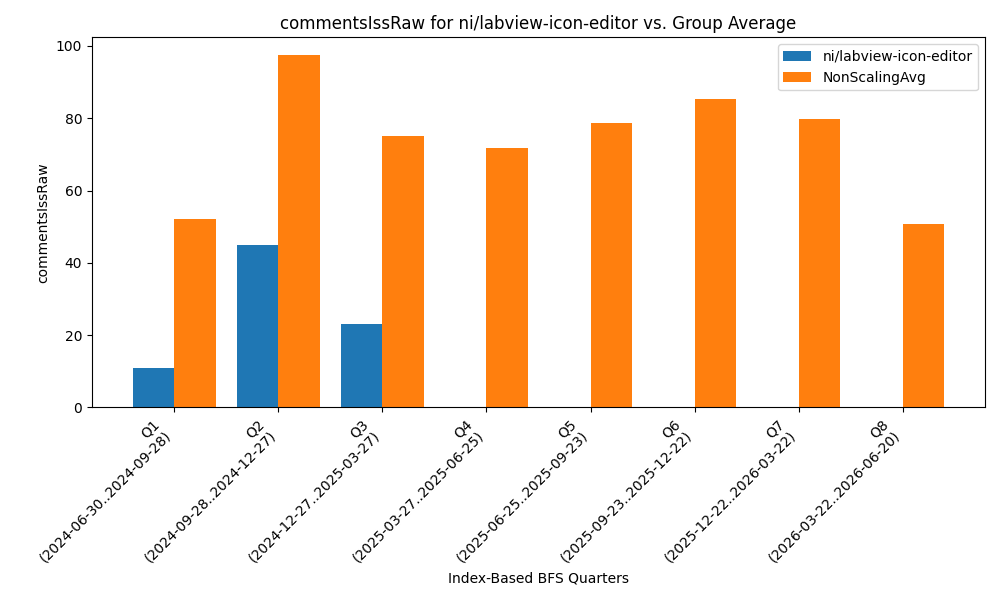 commentsIssRaw for ni/labview-icon-editor vs. Group Average
ni/labview-icon-editor
NonScalingAvg
commentsIssRaw
100
80
60
40
20
0
Q1
(2024-06-30..2024-09-28)
Q2
(2024-09-28..2024-12-27)
Q3
(2024-12-27..2025-03-27)
Q4
(2025-03-27..2025-06-25)
Q5
(2025-06-25..2025-09-23)
Q6
(2025-09-23..2025-12-22)
Q7
(2025-12-22..2026-03-22)
Q8
(2026-03-22..2026-06-20)
Index-Based BFS Quarters